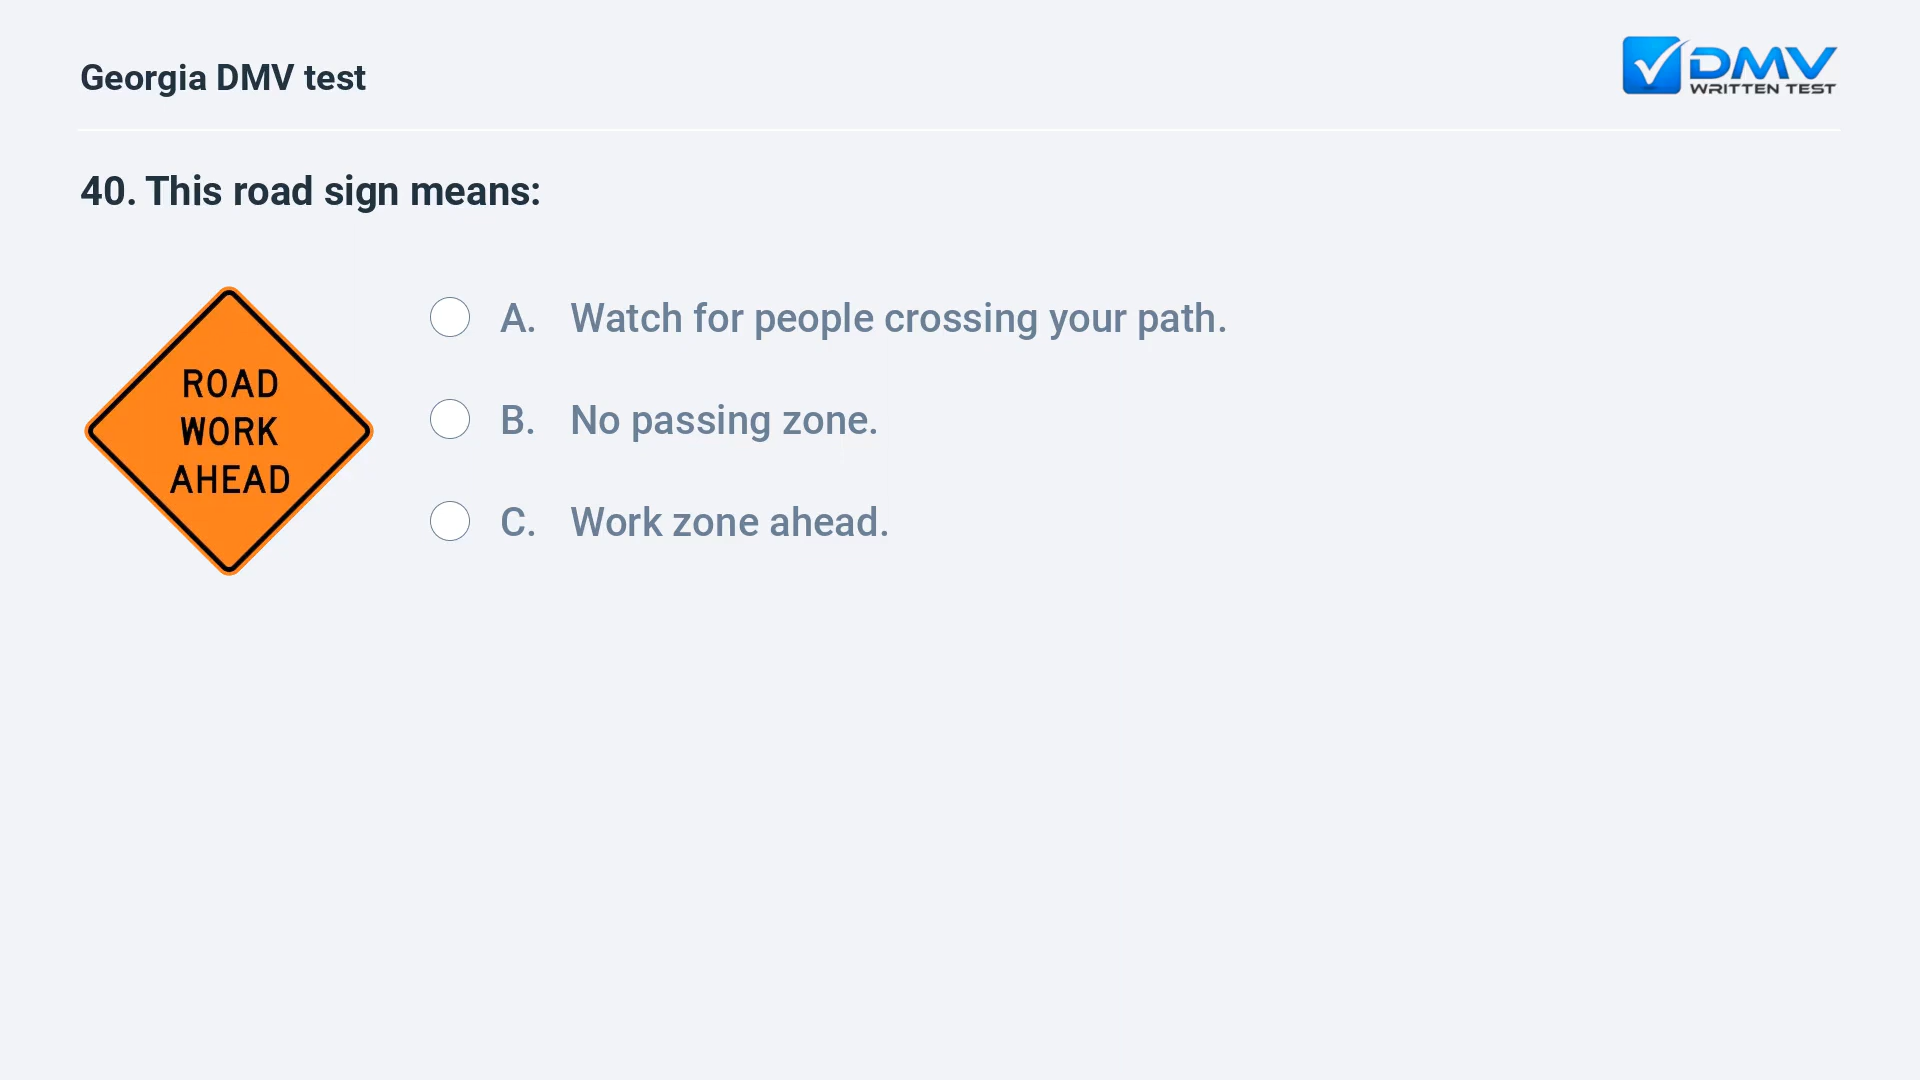 Georgia DMV test
DMV
WRITTEN TEST
40. This road sign means:
ROAD
WORK
AHEAD
A. Watch for people crossing your path.
B. No passing zone.
C. Work zone ahead.